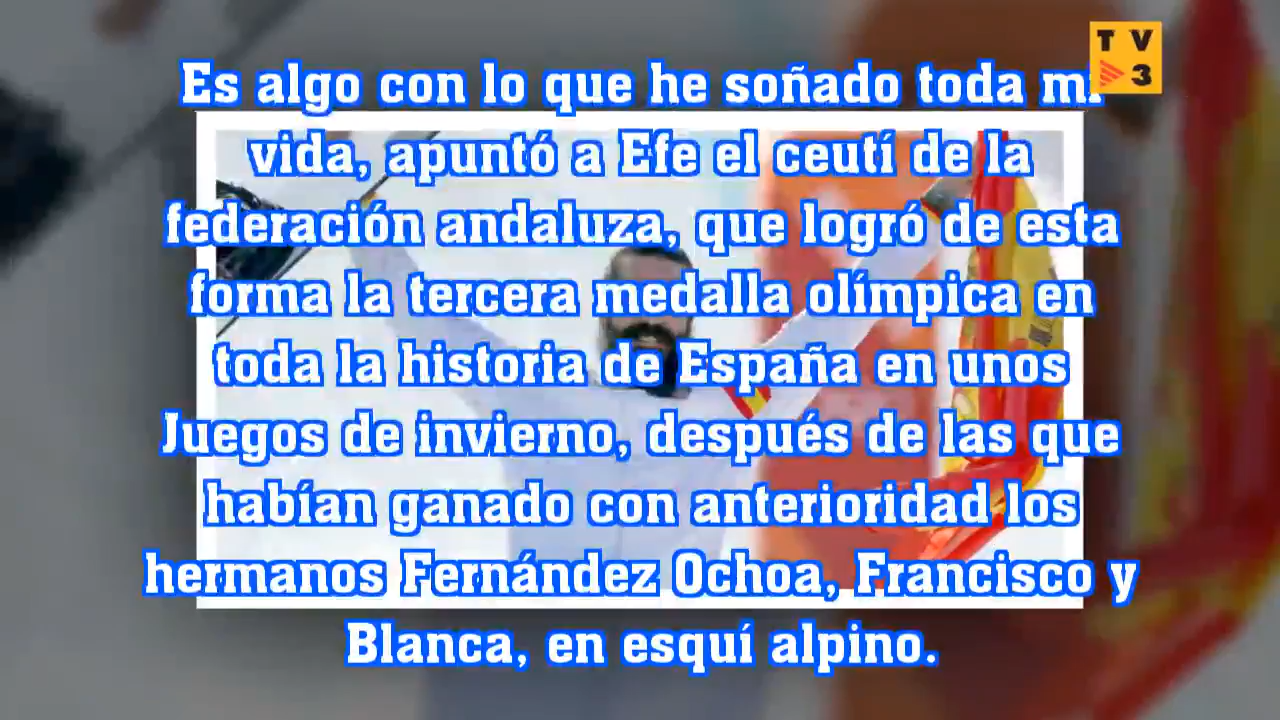 TV
3
Es algo con lo que he soñado toda mi
vida, apuntó a Efe el ceutí de la
federación andaluza, que logró de esta
forma la tercera medalla olímpica en
toda la historia de España en unos
Juegos de invierno, después de las que
habían ganado con anterioridad los
hermanos Fernández Ochoa, Francisco y
Blanca, en esquí alpino.